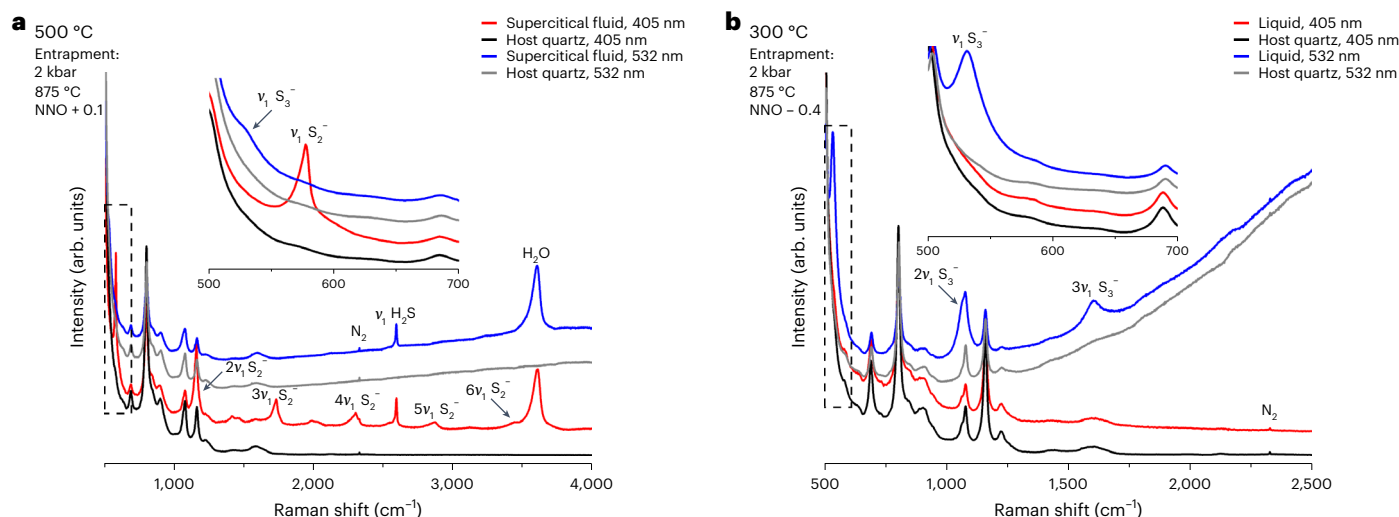 a
500 °C
Entrapment:
2 kbar
875 °C
NNO + 0.1
Supercitical fluid, 405 nm
Host quartz, 405 nm
Supercitical fluid, 532 nm
Host quartz, 532 nm
ν₁ S₃⁻
ν₁ S₂⁻
500 600 700
H₂O
N₂
ν₁ H₂S
2ν₁ S₂⁻
3ν₁ S₂⁻
4ν₁ S₂⁻
5ν₁ S₂⁻
6ν₁ S₂⁻
Intensity (arb. units)
1,000 2,000 3,000 4,000
Raman shift (cm⁻¹)
b
300 °C
Entrapment:
2 kbar
875 °C
NNO – 0.4
Liquid, 405 nm
Host quartz, 405 nm
Liquid, 532 nm
Host quartz, 532 nm
ν₁ S₃⁻
500 600 700
2ν₁ S₃⁻
3ν₁ S₃⁻
N₂
Intensity (arb. units)
500 1,000 1,500 2,000 2,500
Raman shift (cm⁻¹)